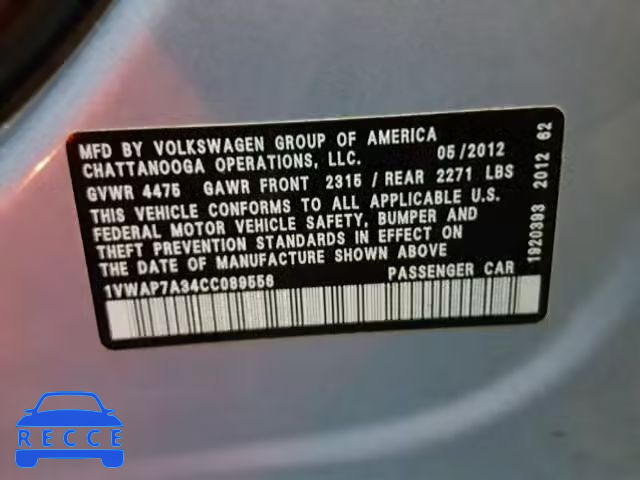 MFD BY VOLKSWAGEN GROUP OF AMERICA
CHATTANOOGA OPERATIONS, LLC. 05/2012
GVWR 4475 GAWR FRONT 2315 / REAR 2271 LBS
THIS VEHICLE CONFORMS TO ALL APPLICABLE U.S.
FEDERAL MOTOR VEHICLE SAFETY, BUMPER AND
THEFT PREVENTION STANDARDS IN EFFECT ON
THE DATE OF MANUFACTURE SHOWN ABOVE
1VWAP7A34CC089556 PASSENGER CAR
1920393 2012 62
RECCE